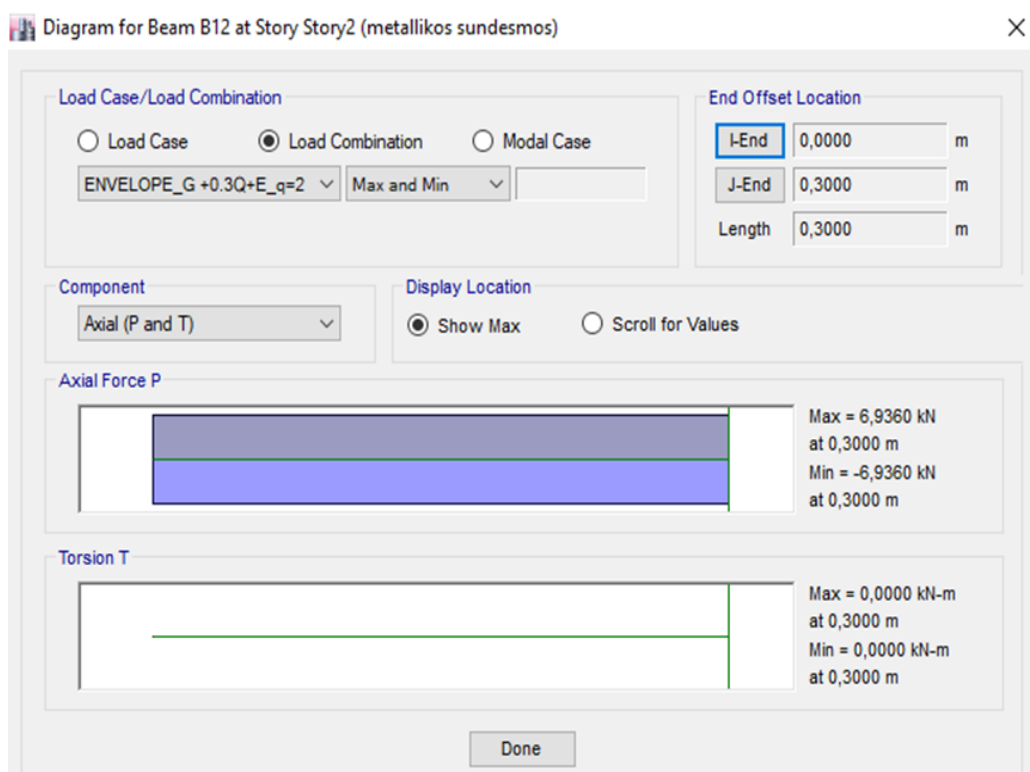 Diagram for Beam B12 at Story Story2 (metallikos sundesmos)
Load Case/Load Combination
Load Case Load Combination Modal Case
ENVELOPE_G +0.3Q+E_q=2 Max and Min
End Offset Location
I-End 0,0000 m
J-End 0,3000 m
Length 0,3000 m
Component
Axial (P and T)
Display Location
Show Max Scroll for Values
Axial Force P
Max = 6,9360 kN
at 0,3000 m
Min = -6,9360 kN
at 0,3000 m
Torsion T
Max = 0,0000 kN-m
at 0,3000 m
Min = 0,0000 kN-m
at 0,3000 m
Done